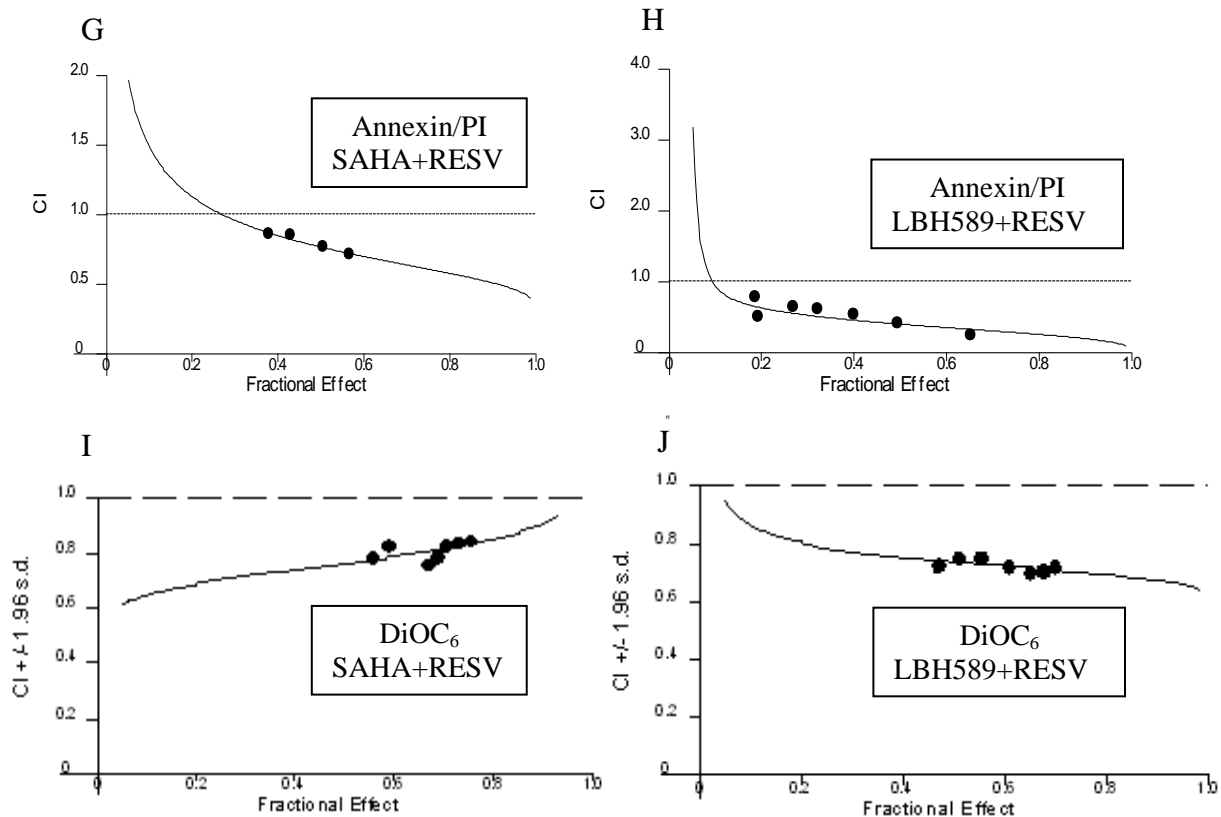 G
2.0
1.5
1.0
0.5
0
CI
0 0.2 0.4 0.6 0.8 1.0
Fractional Effect
Annexin/PI
SAHA+RESV
H
4.0
3.0
2.0
1.0
0
CI
0 0.2 0.4 0.6 0.8 1.0
Fractional Effect
Annexin/PI
LBH589+RESV
I
1.0
0.8
0.6
0.4
0.2
0
CI +/- 1.96 s.d.
0 0.2 0.4 0.6 0.8 1.0
Fractional Effect
DiOC₆
SAHA+RESV
J
1.0
0.8
0.6
0.4
0.2
0
CI +/- 1.96 s.d.
0 0.2 0.4 0.6 0.8 1.0
Fractional Effect
DiOC₆
LBH589+RESV